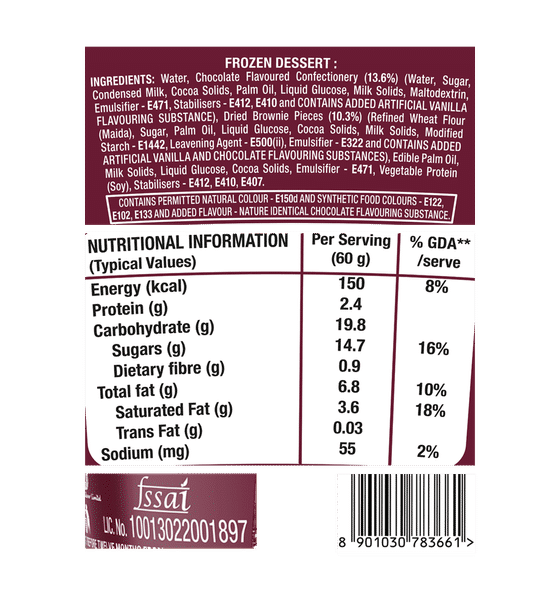 FROZEN DESSERT :
INGREDIENTS: Water, Chocolate Flavoured Confectionery (13.6%) (Water, Sugar,
Condensed Milk, Cocoa Solids, Palm Oil, Liquid Glucose, Milk Solids, Maltodextrin,
Emulsifier - E471, Stabilisers - E412, E410 and CONTAINS ADDED ARTIFICIAL VANILLA
FLAVOURING SUBSTANCE), Dried Brownie Pieces (10.3%) (Refined Wheat Flour
(Maida), Sugar, Palm Oil, Liquid Glucose, Cocoa Solids, Milk Solids, Modified
Starch - E1442, Leavening Agent - E500(ii), Emulsifier - E322 and CONTAINS ADDED
ARTIFICIAL VANILLA AND CHOCOLATE FLAVOURING SUBSTANCES), Edible Palm Oil,
Milk Solids, Liquid Glucose, Cocoa Solids, Emulsifier - E471, Vegetable Protein
(Soy), Stabilisers - E412, E410, E407.
CONTAINS PERMITTED NATURAL COLOUR - E150d AND SYNTHETIC FOOD COLOURS - E122,
E102, E133 AND ADDED FLAVOUR - NATURE IDENTICAL CHOCOLATE FLAVOURING SUBSTANCE.
NUTRITIONAL INFORMATION Per Serving % GDA**
(Typical Values) (60 g) /serve
Energy (kcal) 150 8%
Protein (g) 2.4
Carbohydrate (g) 19.8
Sugars (g) 14.7 16%
Dietary fibre (g) 0.9
Total fat (g) 6.8 10%
Saturated Fat (g) 3.6 18%
Trans Fat (g) 0.03
Sodium (mg) 55 2%
fssai
LIC. No. 10013022001897
TWELVE MONTHS
8 901030 783661 >